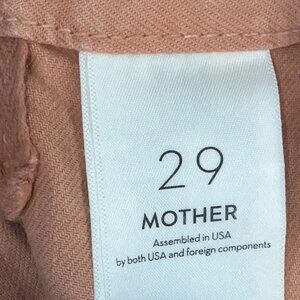 29
MOTHER
Assembled in USA
by both USA and foreign components